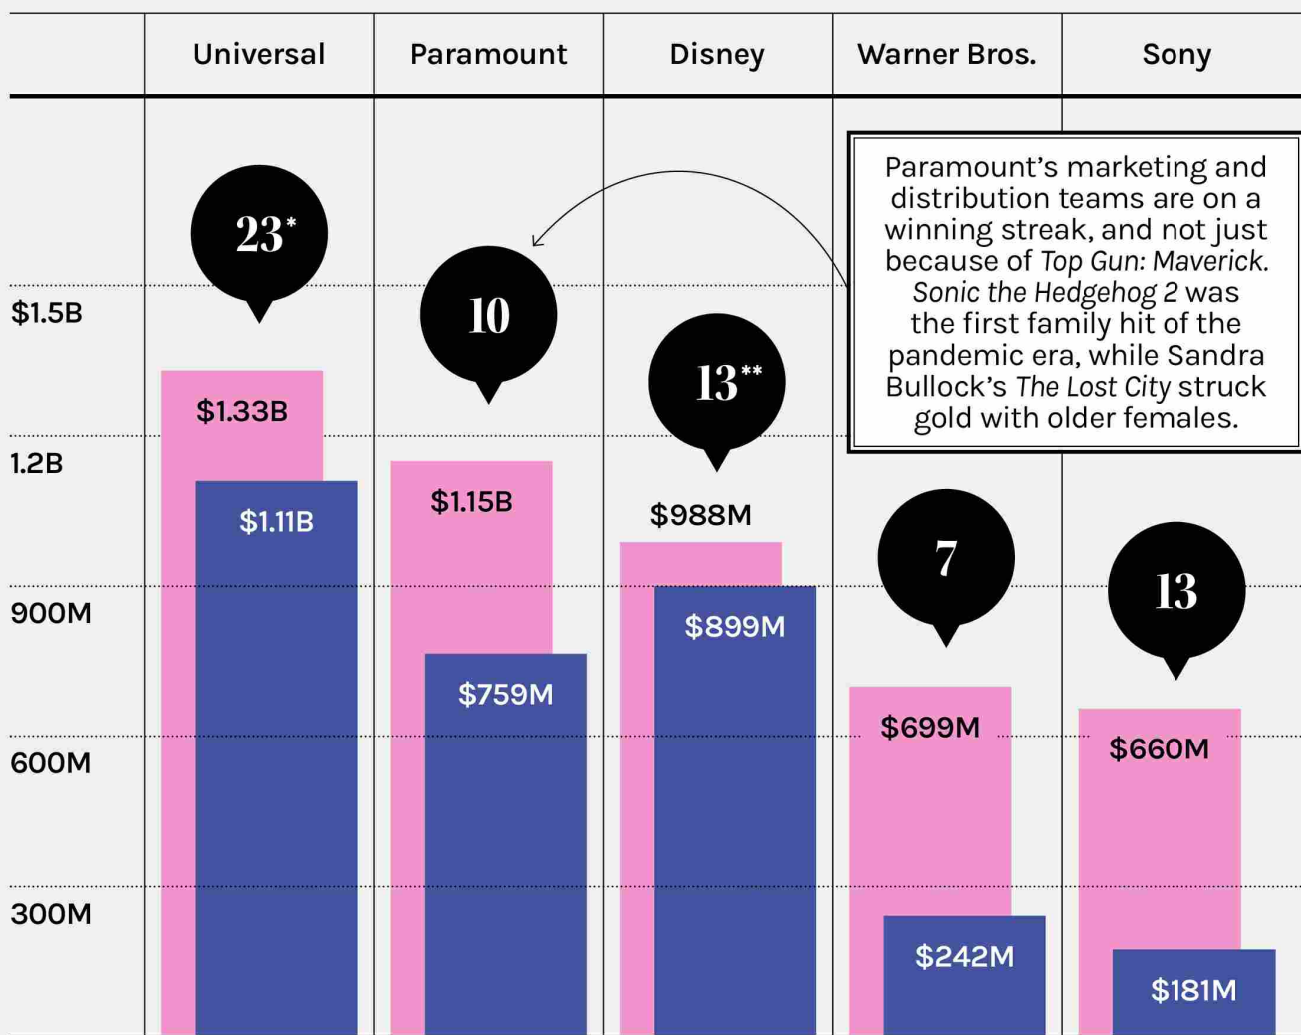 Universal
Paramount
Disney
Warner Bros.
Sony
Paramount’s marketing and
distribution teams are on a
winning streak, and not just
because of Top Gun: Maverick.
Sonic the Hedgehog 2 was
the first family hit of the
pandemic era, while Sandra
Bullock’s The Lost City struck
gold with older females.
23*
10
13**
7
13
$1.5B
1.2B
900M
600M
300M
$1.33B
$1.11B
$1.15B
$759M
$988M
$899M
$699M
$242M
$660M
$181M